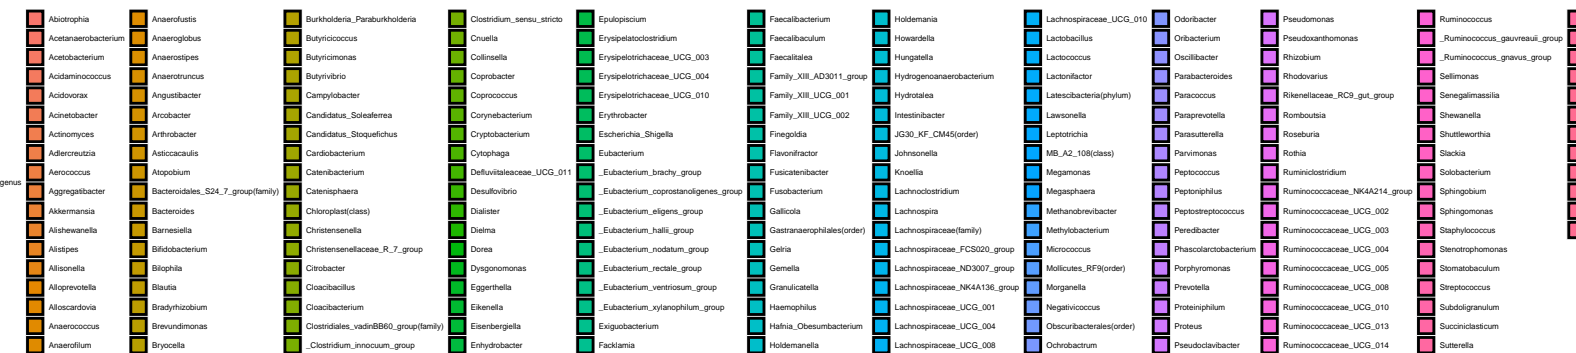 genus
Abiotrophia
Acetanaerobacterium
Acetobacterium
Acidaminococcus
Acidovorax
Acinetobacter
Actinomyces
Adlercreutzia
Aerococcus
Aggregatibacter
Akkermansia
Alishewanella
Alistipes
Allisonella
Alloprevotella
Alloscardovia
Anaerococcus
Anaerofilum
Anaerofustis
Anaeroglobus
Anaerostipes
Anaerotruncus
Angustibacter
Arcobacter
Arthrobacter
Asticcacaulis
Atopobium
Bacteroidales_S24_7_group(family)
Bacteroides
Barnesiella
Bifidobacterium
Bilophila
Blautia
Bradyrhizobium
Brevundimonas
Bryocella
Burkholderia_Paraburkholderia
Butyricicoccus
Butyricimonas
Butyrivibrio
Campylobacter
Candidatus_Soleaferrea
Candidatus_Stoquefichus
Cardiobacterium
Catenibacterium
Catenisphaera
Chloroplast(class)
Christensenella
Christensenellaceae_R_7_group
Citrobacter
Cloacibacillus
Cloacibacterium
Clostridiales_vadinBB60_group(family)
_Clostridium_innocuum_group
Clostridium_sensu_stricto
Cnuella
Collinsella
Coprobacter
Coprococcus
Corynebacterium
Cryptobacterium
Cytophaga
Defluviitaleaceae_UCG_011
Desulfovibrio
Dialister
Dielma
Dorea
Dysgonomonas
Eggerthella
Eikenella
Eisenbergiella
Enhydrobacter
Epulopiscium
Erysipelatoclostridium
Erysipelotrichaceae_UCG_003
Erysipelotrichaceae_UCG_004
Erysipelotrichaceae_UCG_010
Erythrobacter
Escherichia_Shigella
Eubacterium
_Eubacterium_brachy_group
_Eubacterium_coprostanoligenes_group
_Eubacterium_eligens_group
_Eubacterium_hallii_group
_Eubacterium_nodatum_group
_Eubacterium_rectale_group
_Eubacterium_ventriosum_group
_Eubacterium_xylanophilum_group
Exiguobacterium
Facklamia
Faecalibacterium
Faecalibaculum
Faecalitalea
Family_XIII_AD3011_group
Family_XIII_UCG_001
Family_XIII_UCG_002
Finegoldia
Flavonifractor
Fusicatenibacter
Fusobacterium
Gallicola
Gastranaerophilales(order)
Gelria
Gemella
Granulicatella
Haemophilus
Hafnia_Obesumbacterium
Holdemanella
Holdemania
Howardella
Hungatella
Hydrogenoanaerobacterium
Hydrotalea
Intestinibacter
JG30_KF_CM45(order)
Johnsonella
Knoellia
Lachnoclostridium
Lachnospira
Lachnospiraceae(family)
Lachnospiraceae_FCS020_group
Lachnospiraceae_ND3007_group
Lachnospiraceae_NK4A136_group
Lachnospiraceae_UCG_001
Lachnospiraceae_UCG_004
Lachnospiraceae_UCG_008
Lachnospiraceae_UCG_010
Lactobacillus
Lactococcus
Lactonifactor
Latescibacteria(phylum)
Lawsonella
Leptotrichia
MB_A2_108(class)
Megamonas
Megasphaera
Methanobrevibacter
Methylobacterium
Micrococcus
Mollicutes_RF9(order)
Morganella
Negativicoccus
Obscuribacterales(order)
Ochrobactrum
Odoribacter
Oribacterium
Oscillibacter
Parabacteroides
Paracoccus
Paraprevotella
Parasutterella
Parvimonas
Peptococcus
Peptoniphilus
Peptostreptococcus
Peredibacter
Phascolarctobacterium
Porphyromonas
Prevotella
Proteiniphilum
Proteus
Pseudoclavibacter
Pseudomonas
Pseudoxanthomonas
Rhizobium
Rhodovarius
Rikenellaceae_RC9_gut_group
Romboutsia
Roseburia
Rothia
Ruminiclostridium
Ruminococcaceae_NK4A214_group
Ruminococcaceae_UCG_002
Ruminococcaceae_UCG_003
Ruminococcaceae_UCG_004
Ruminococcaceae_UCG_005
Ruminococcaceae_UCG_008
Ruminococcaceae_UCG_010
Ruminococcaceae_UCG_013
Ruminococcaceae_UCG_014
Ruminococcus
_Ruminococcus_gauvreauii_group
_Ruminococcus_gnavus_group
Sellimonas
Senegalimassilia
Shewanella
Shuttleworthia
Slackia
Solobacterium
Sphingobium
Sphingomonas
Staphylococcus
Stenotrophomonas
Stomatobaculum
Streptococcus
Subdoligranulum
Succiniclasticum
Sutterella